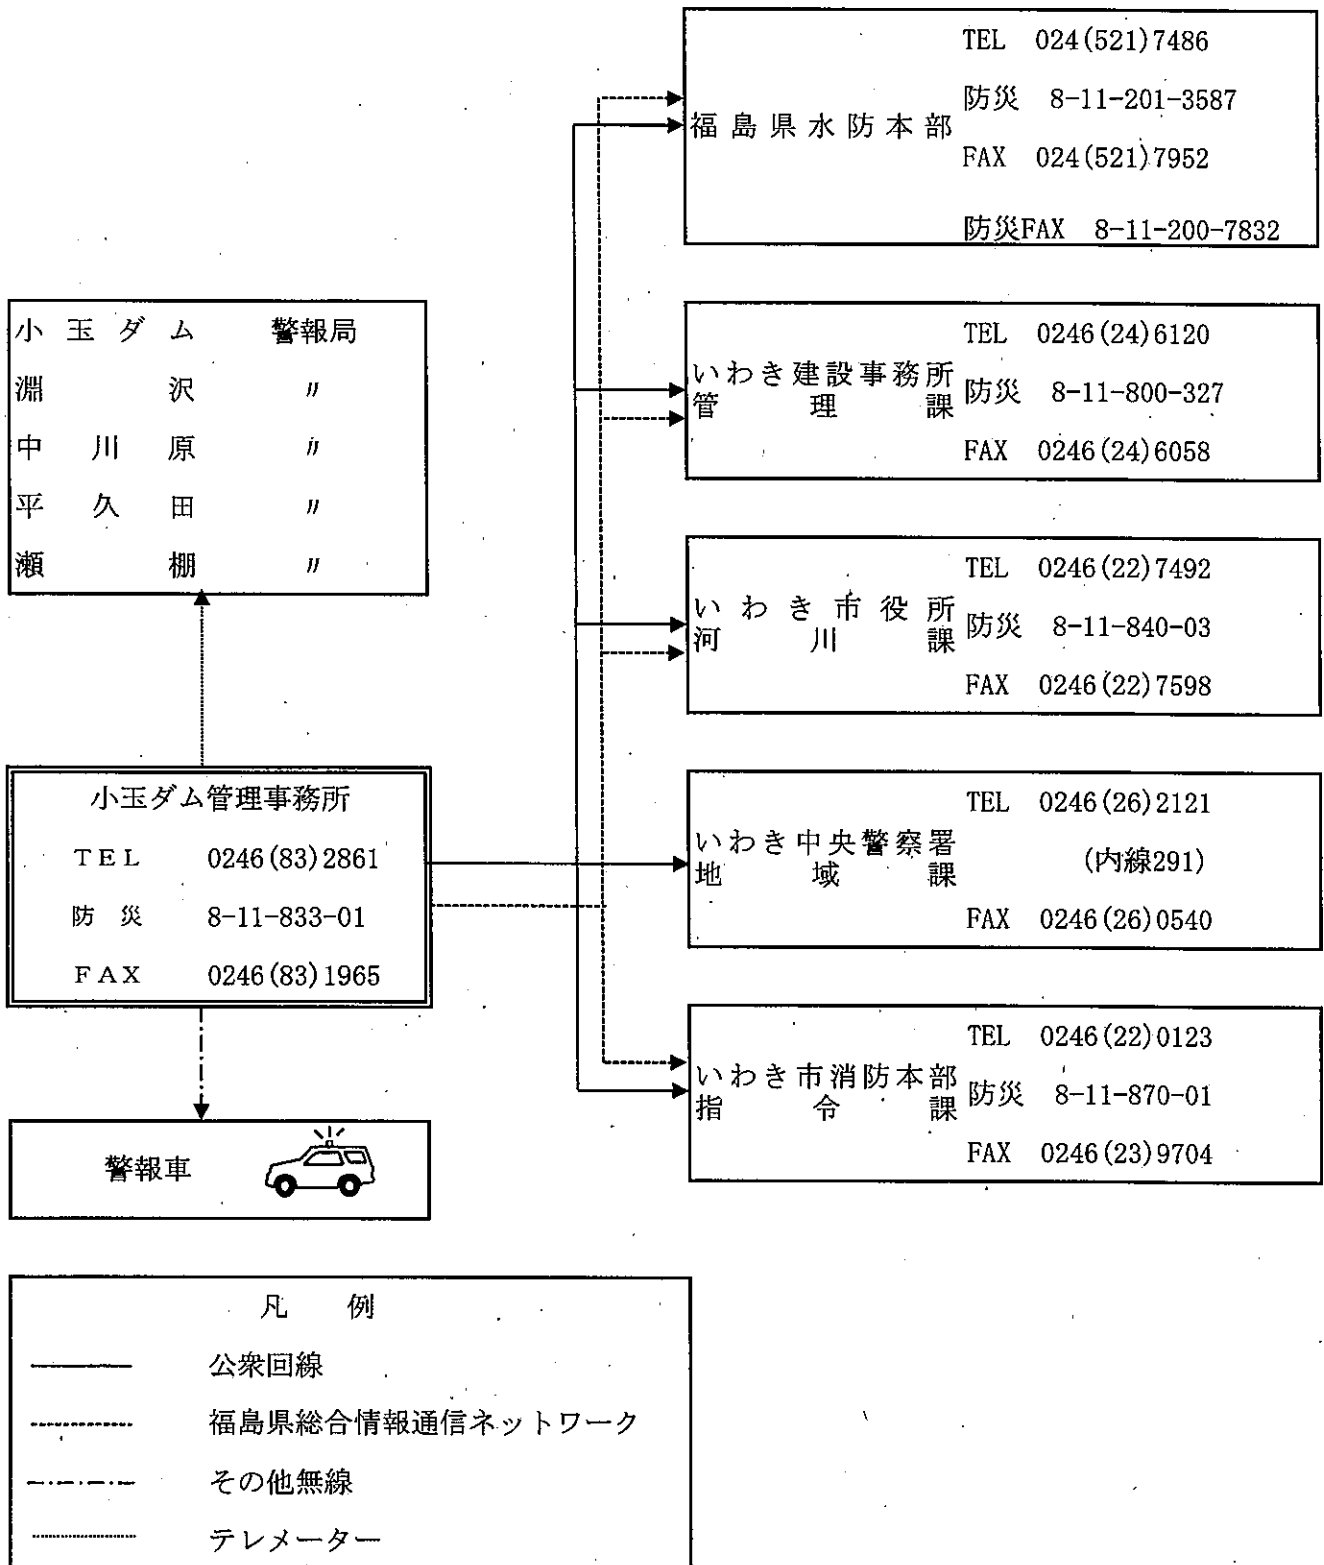 TEL 024(521)7486
防災 8-11-201-3587
福島県水防本部
FAX 024(521)7952
防災FAX 8-11-200-7832
小玉ダム 警報局
淵沢 〃
中川原 〃
平久田 〃
瀬棚 〃
TEL 0246(24)6120
いわき建設事務所
管理課
防災 8-11-800-327
FAX 0246(24)6058
TEL 0246(22)7492
いわき市役所
河川課
防災 8-11-840-03
FAX 0246(22)7598
小玉ダム管理事務所
TEL 0246(83)2861
防災 8-11-833-01
FAX 0246(83)1965
TEL 0246(26)2121
いわき中央警察署
地域課
(内線291)
FAX 0246(26)0540
TEL 0246(22)0123
いわき市消防本部
指令課
防災 8-11-870-01
FAX 0246(23)9704
警報車
凡例
公衆回線
福島県総合情報通信ネットワーク
その他無線
テレメーター